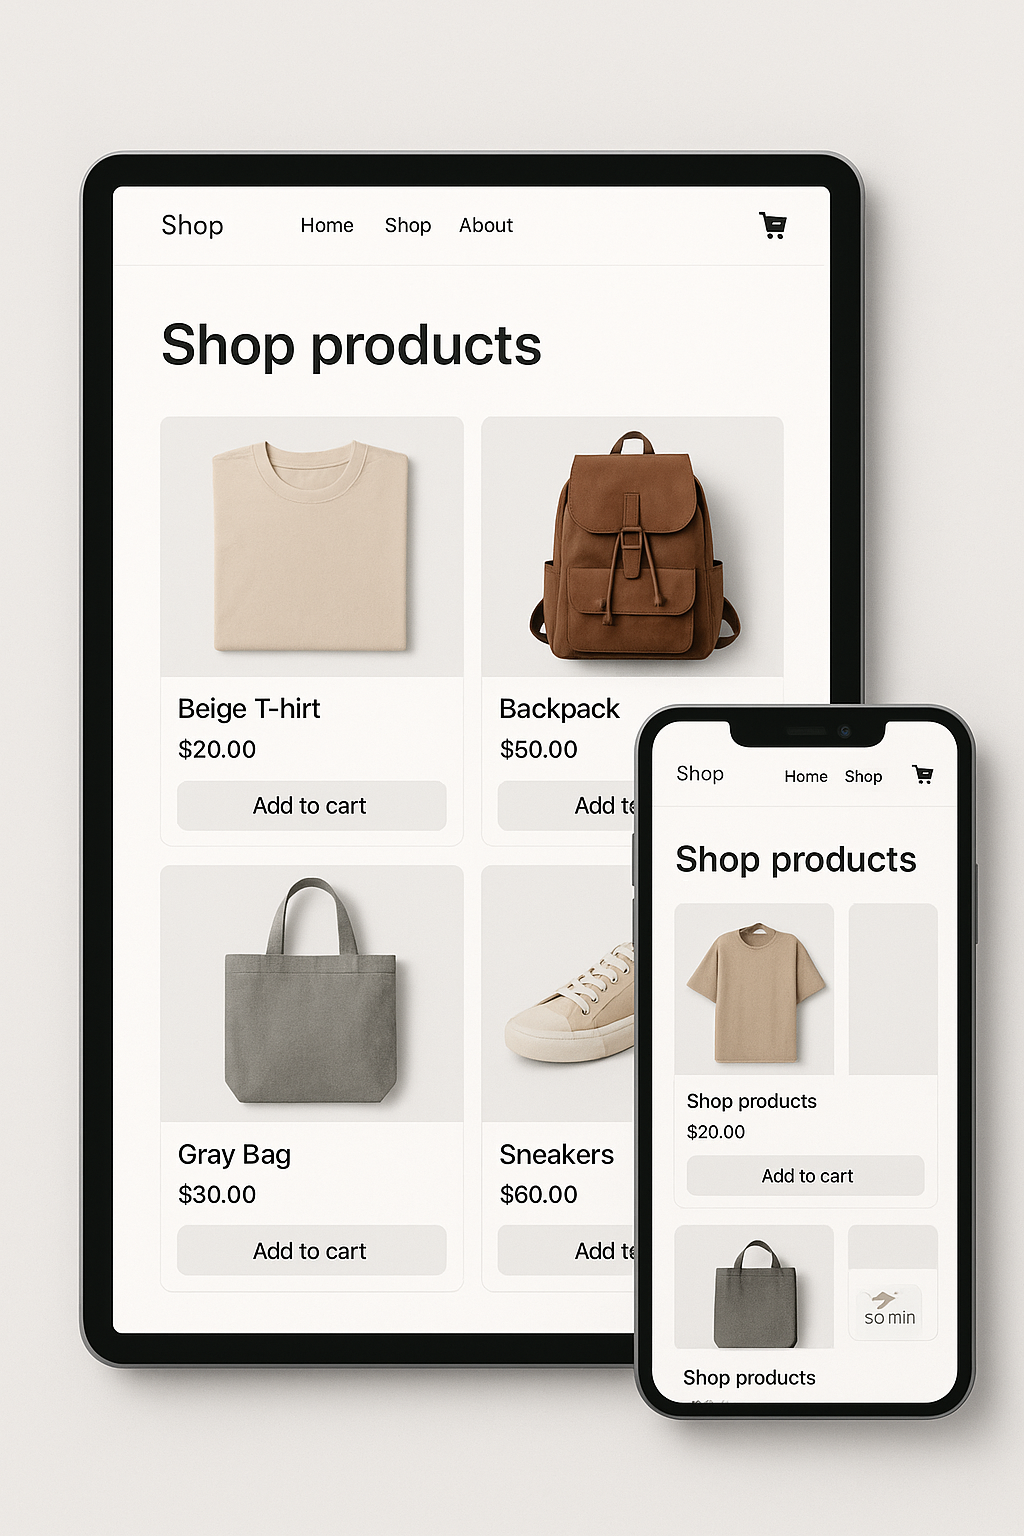 Shop Home Shop About
Shop products
Beige T-hirt
$20.00
Add to cart
Backpack
$50.00
Add
Gray Bag
$30.00
Add to cart
Sneakers
$60.00
Add
Shop Home Shop
Shop products
Shop products
$20.00
Add to cart
so min
Shop products